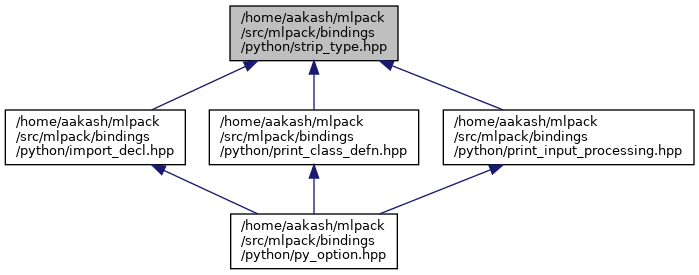 /home/aakash/mlpack
/src/mlpack/bindings
/python/strip_type.hpp
/home/aakash/mlpack
/src/mlpack/bindings
/python/import_decl.hpp
/home/aakash/mlpack
/src/mlpack/bindings
/python/print_class_defn.hpp
/home/aakash/mlpack
/src/mlpack/bindings
/python/print_input_processing.hpp
/home/aakash/mlpack
/src/mlpack/bindings
/python/py_option.hpp